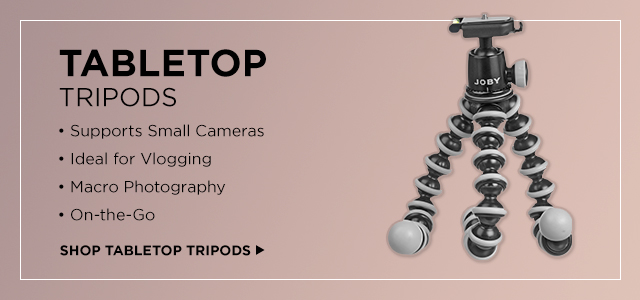 TABLETOP
TRIPODS
• Supports Small Cameras
• Ideal for Vlogging
• Macro Photography
• On-the-Go
SHOP TABLETOP TRIPODS ▶
JOBY